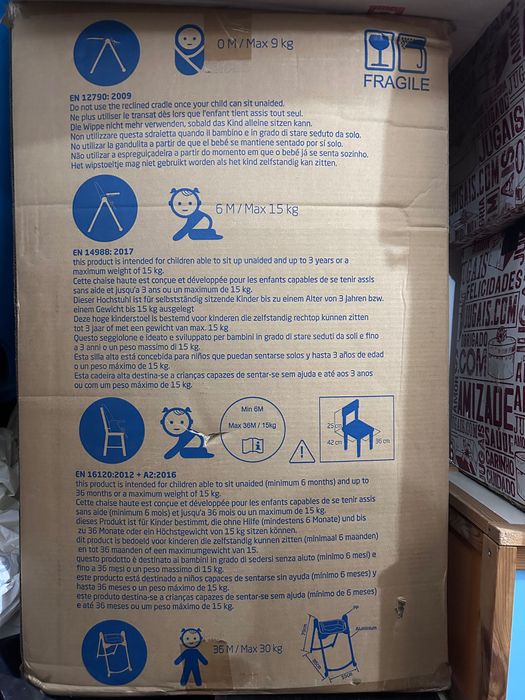 0 M / Max 9 kg
FRAGILE
EN 12790: 2009
Do not use the reclined cradle once your child can sit unaided.
Ne plus utiliser le transat dès lors que l'enfant tient assis tout seul.
Die Wippe nicht mehr verwenden, sobald das Kind alleine sitzen kann.
Non utilizzare questa sdraietta quando il bambino e in grado di stare seduto da solo.
No utilizar la gandulita a partir de que el bebé se mantiene sentado por sí solo.
Não utilizar a espreguiçadeira a partir do momento em que o bebé já se senta sozinho.
Het wipstoeltje mag niet gebruikt worden als het kind zelfstandig kan zitten.
6 M / Max 15 kg
EN 14988: 2017
this product is intended for children able to sit up unaided and up to 3 years or a
maximum weight of 15 kg.
Cette chaise haute est conçue et développée pour les enfants capables de se tenir assis
sans aide et jusqu'a 3 ans ou un maximum de 15 kg.
Dieser Hochstuhl ist für selbstständig sitzende Kinder bis zu einem Alter von 3 Jahren bzw.
einem Gewicht bis 15 kg ausgelegt
Deze hoge kinderstoel is bestemd voor kinderen die zelfstandig rechtop kunnen zitten
tot 3 jaar of met een gewicht van max. 15 kg
Questo seggiolone e ideato e sviluppato per bambini in grado di stare seduti da soli e fino
a 3 anni o un peso massimo di 15 kg.
Esta silla alta está concebida para niños que puedan sentarse solos y hasta 3 años de edad
o un peso máximo de 15 kg.
Esta cadeira alta destina-se a crianças capazes de sentar-se sem ajuda e até aos 3 anos
ou com um peso máximo de 15 kg.
Min 6M
Max 36M / 15kg
25 cm
42 cm
36 cm
EN 16120:2012 + A2:2016
this product is intended for children able to sit unaided (minimum 6 months) and up to
36 months or a maximum weight of 15 kg.
Cette chaise haute est conçue et développée pour les enfants capables de se tenir assis
sans aide (minimum 6 mois) et jusqu'à 36 mois ou un maximum de 15 kg.
dieses Produkt ist für Kinder bestimmt, die ohne Hilfe (mindestens 6 Monate) und bis
zu 36 Monate oder ein Höchstgewicht von 15 kg sitzen können.
dit product is bedoeld voor kinderen die zelfstandig kunnen zitten (minimaal 6 maanden)
en tot 36 maanden of een maximumgewicht van 15.
questo prodotto è destinato ai bambini in grado di sedersi senza aiuto (minimo 6 mesi) e
fino a 36 mesi o un peso massimo di 15 kg.
este producto está destinado a niños capaces de sentarse sin ayuda (mínimo 6 meses) y
hasta 36 meses o un peso máximo de 15 kg.
este produto destina-se a crianças capazes de sentar-se sem ajuda (mínimo de 6 meses)
e até 36 meses ou um peso máximo de 15 kg.
36 M / Max 30 kg
PP
Aluminium
FELICIDADES
OBRIGADO
COM
AMIZADE
SAÚDE
CARINHO